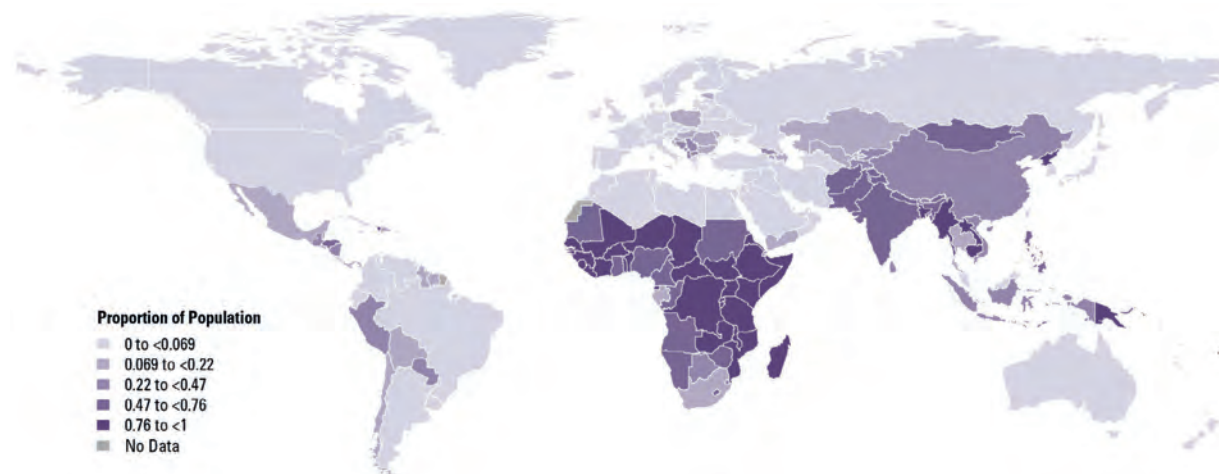 Proportion of Population
0 to <0.069
0.069 to <0.22
0.22 to <0.47
0.47 to <0.76
0.76 to <1
No Data